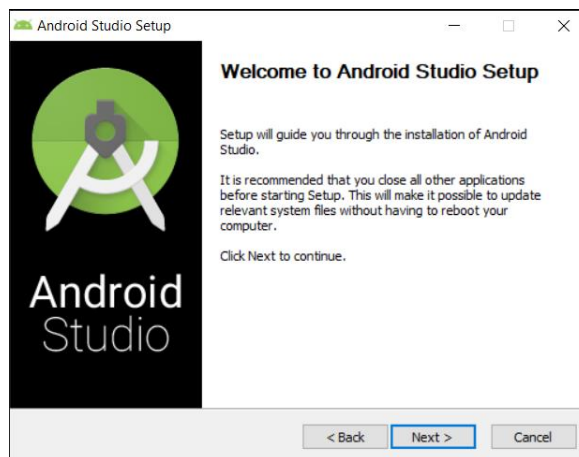 Android Studio Setup
Welcome to Android Studio Setup
Setup will guide you through the installation of Android
Studio.
It is recommended that you close all other applications
before starting Setup. This will make it possible to update
relevant system files without having to reboot your
computer.
Click Next to continue.
Android
Studio
< Back
Next >
Cancel